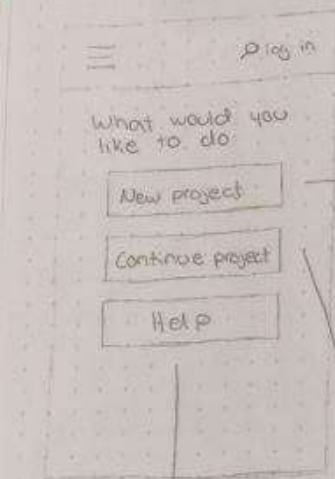 log in
What would you
like to do
New project
Continue project
Help